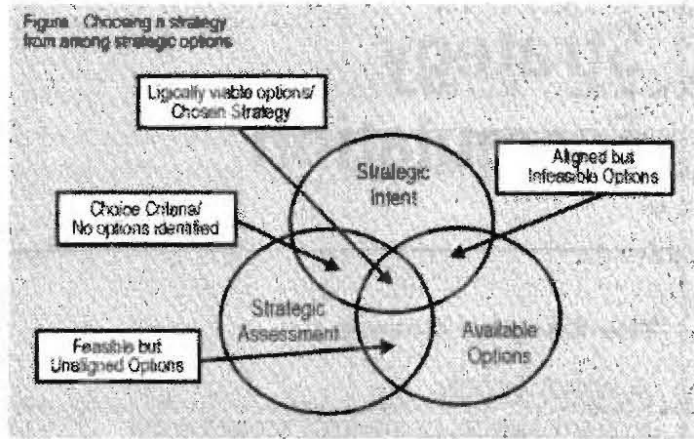 Figure Choosing a strategy
from among strategic options
Logically viable options/
Chosen Strategy
Strategic
Intent
Aligned but
Infeasible Options
Choice Criteria/
No options identified
Strategic
Assessment
Available
Options
Feasible but
Unaligned Options